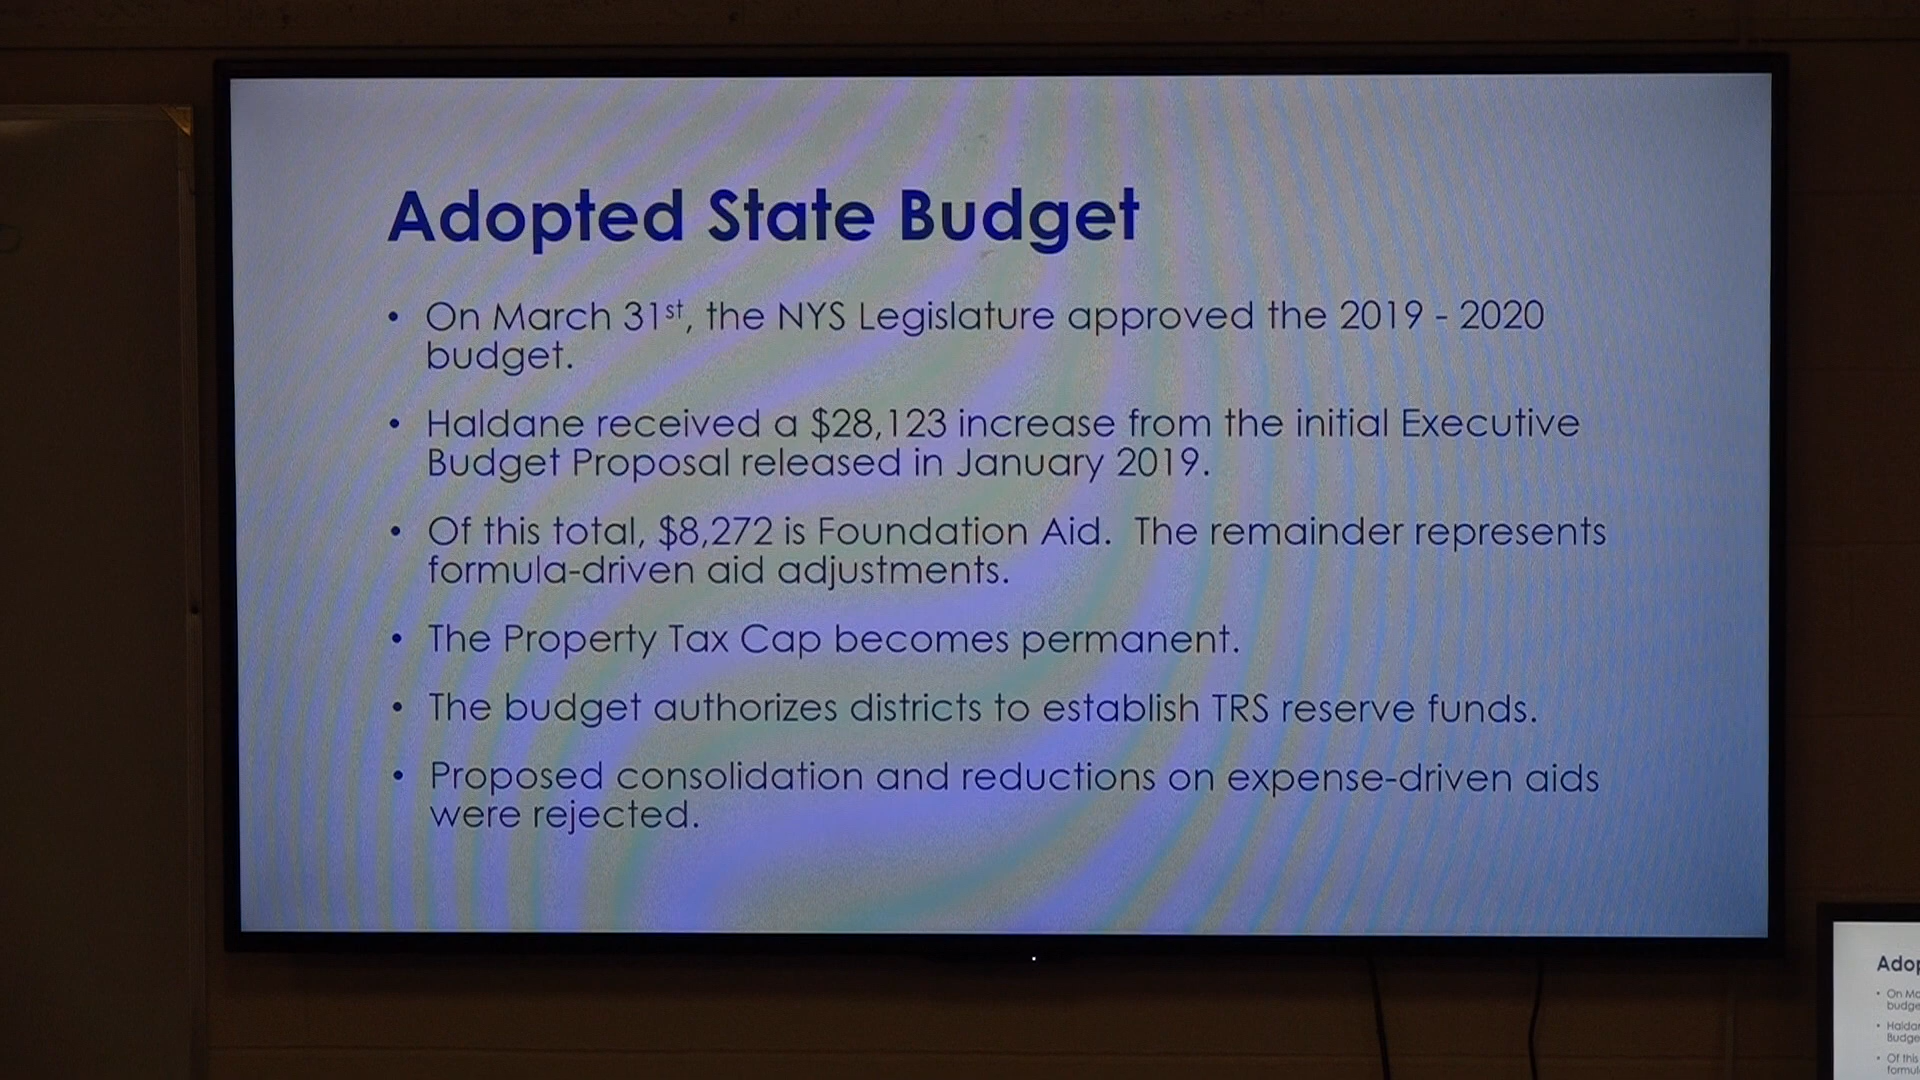 Adopted State Budget
• On March 31st, the NYS Legislature approved the 2019 - 2020
budget.
• Haldane received a $28,123 increase from the initial Executive
Budget Proposal released in January 2019.
• Of this total, $8,272 is Foundation Aid. The remainder represents
formula-driven aid adjustments.
• The Property Tax Cap becomes permanent.
• The budget authorizes districts to establish TRS reserve funds.
• Proposed consolidation and reductions on expense-driven aids
were rejected.
• On
• Of this